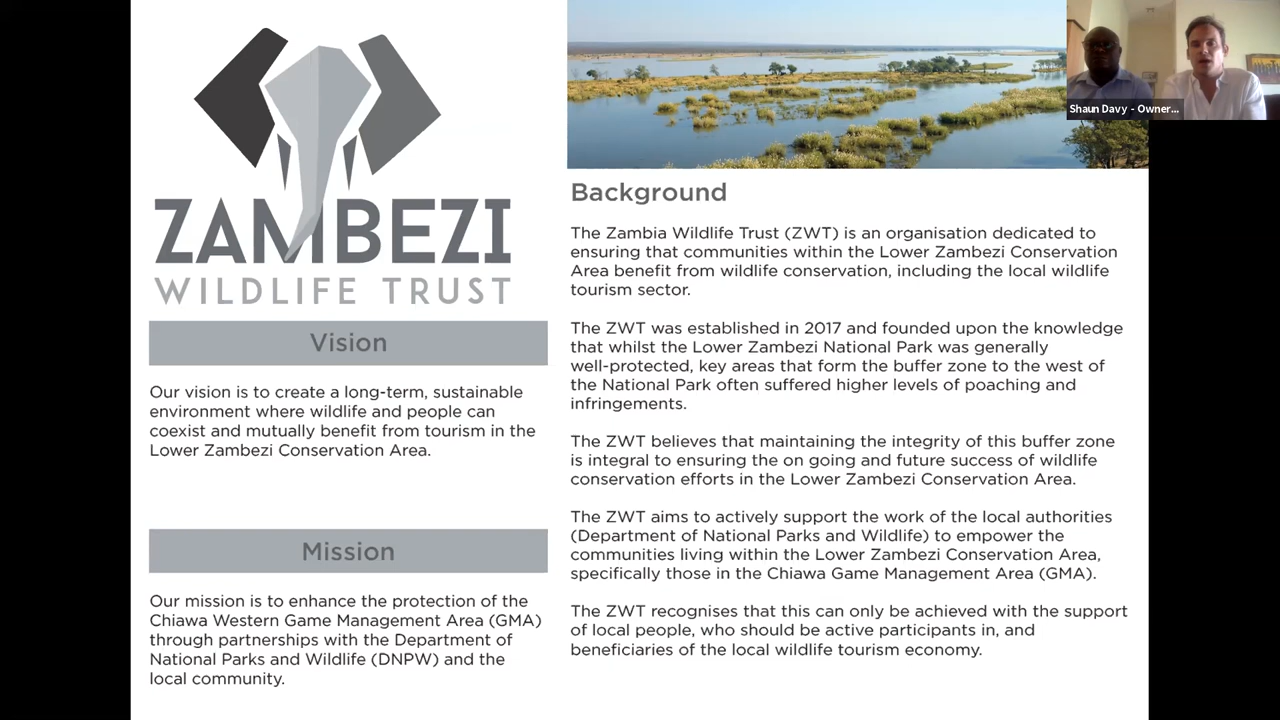 ZAMBEZI
WILDLIFE TRUST
Vision
Our vision is to create a long-term, sustainable
environment where wildlife and people can
coexist and mutually benefit from tourism in the
Lower Zambezi Conservation Area.
Mission
Our mission is to enhance the protection of the
Chiawa Western Game Management Area (GMA)
through partnerships with the Department of
National Parks and Wildlife (DNPW) and the
local community.
Shaun Davy - Owner...
Background
The Zambia Wildlife Trust (ZWT) is an organisation dedicated to
ensuring that communities within the Lower Zambezi Conservation
Area benefit from wildlife conservation, including the local wildlife
tourism sector.
The ZWT was established in 2017 and founded upon the knowledge
that whilst the Lower Zambezi National Park was generally
well-protected, key areas that form the buffer zone to the west of
the National Park often suffered higher levels of poaching and
infringements.
The ZWT believes that maintaining the integrity of this buffer zone
is integral to ensuring the on going and future success of wildlife
conservation efforts in the Lower Zambezi Conservation Area.
The ZWT aims to actively support the work of the local authorities
(Department of National Parks and Wildlife) to empower the
communities living within the Lower Zambezi Conservation Area,
specifically those in the Chiawa Game Management Area (GMA).
The ZWT recognises that this can only be achieved with the support
of local people, who should be active participants in, and
beneficiaries of the local wildlife tourism economy.